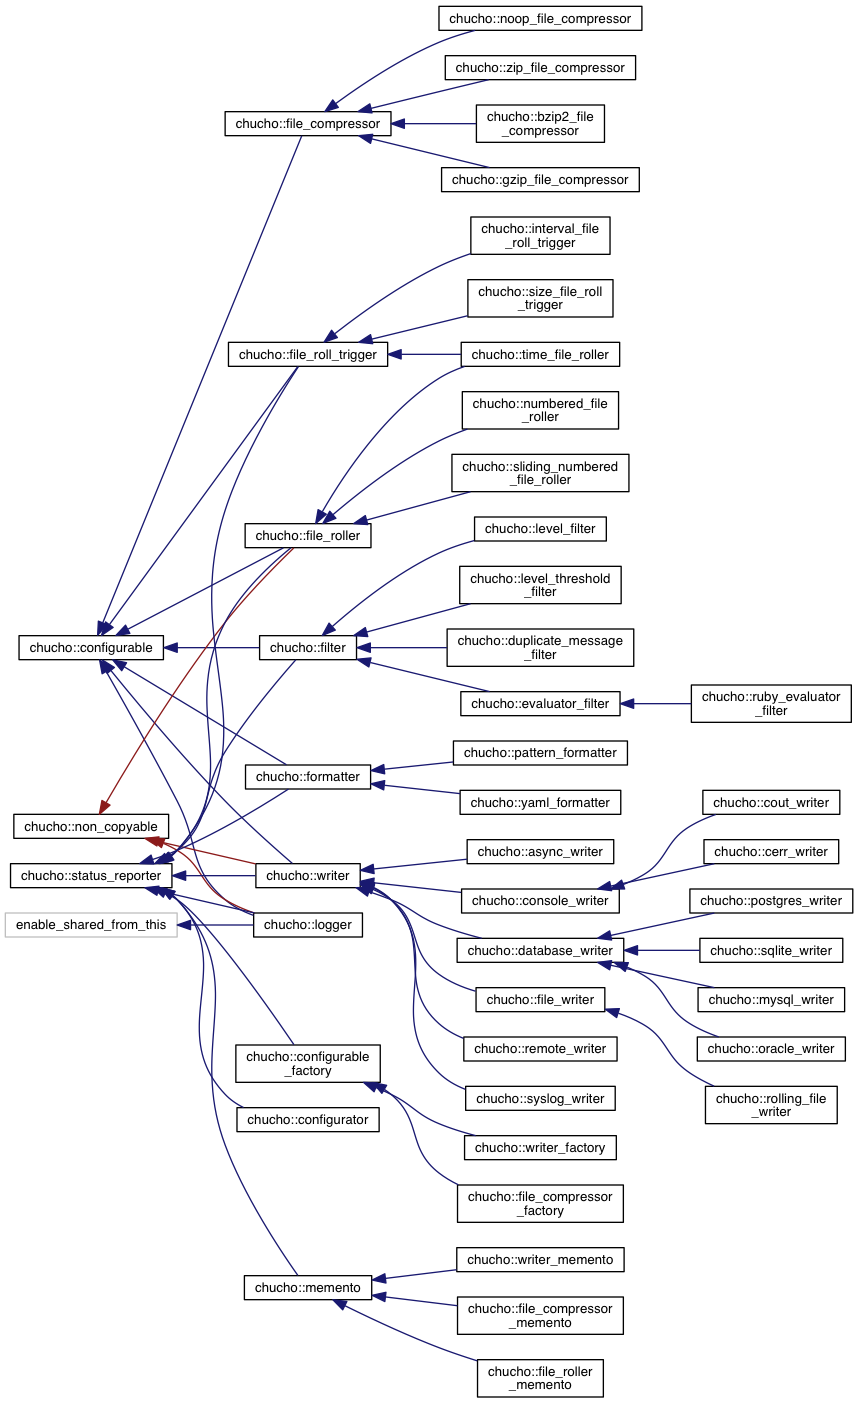 chucho::noop_file_compressor
chucho::zip_file_compressor
chucho::bzip2_file
_compressor
chucho::file_compressor
chucho::gzip_file_compressor
chucho::interval_file
_roll_trigger
chucho::size_file_roll
_trigger
chucho::file_roll_trigger
chucho::time_file_roller
chucho::numbered_file
_roller
chucho::sliding_numbered
_file_roller
chucho::file_roller
chucho::level_filter
chucho::level_threshold
_filter
chucho::configurable
chucho::filter
chucho::duplicate_message
_filter
chucho::evaluator_filter
chucho::ruby_evaluator
_filter
chucho::pattern_formatter
chucho::formatter
chucho::yaml_formatter
chucho::cout_writer
chucho::non_copyable
chucho::async_writer
chucho::cerr_writer
chucho::status_reporter
chucho::writer
chucho::console_writer
chucho::postgres_writer
enable_shared_from_this
chucho::logger
chucho::database_writer
chucho::sqlite_writer
chucho::file_writer
chucho::mysql_writer
chucho::remote_writer
chucho::oracle_writer
chucho::configurable
_factory
chucho::syslog_writer
chucho::rolling_file
_writer
chucho::configurator
chucho::writer_factory
chucho::file_compressor
_factory
chucho::writer_memento
chucho::memento
chucho::file_compressor
_memento
chucho::file_roller
_memento